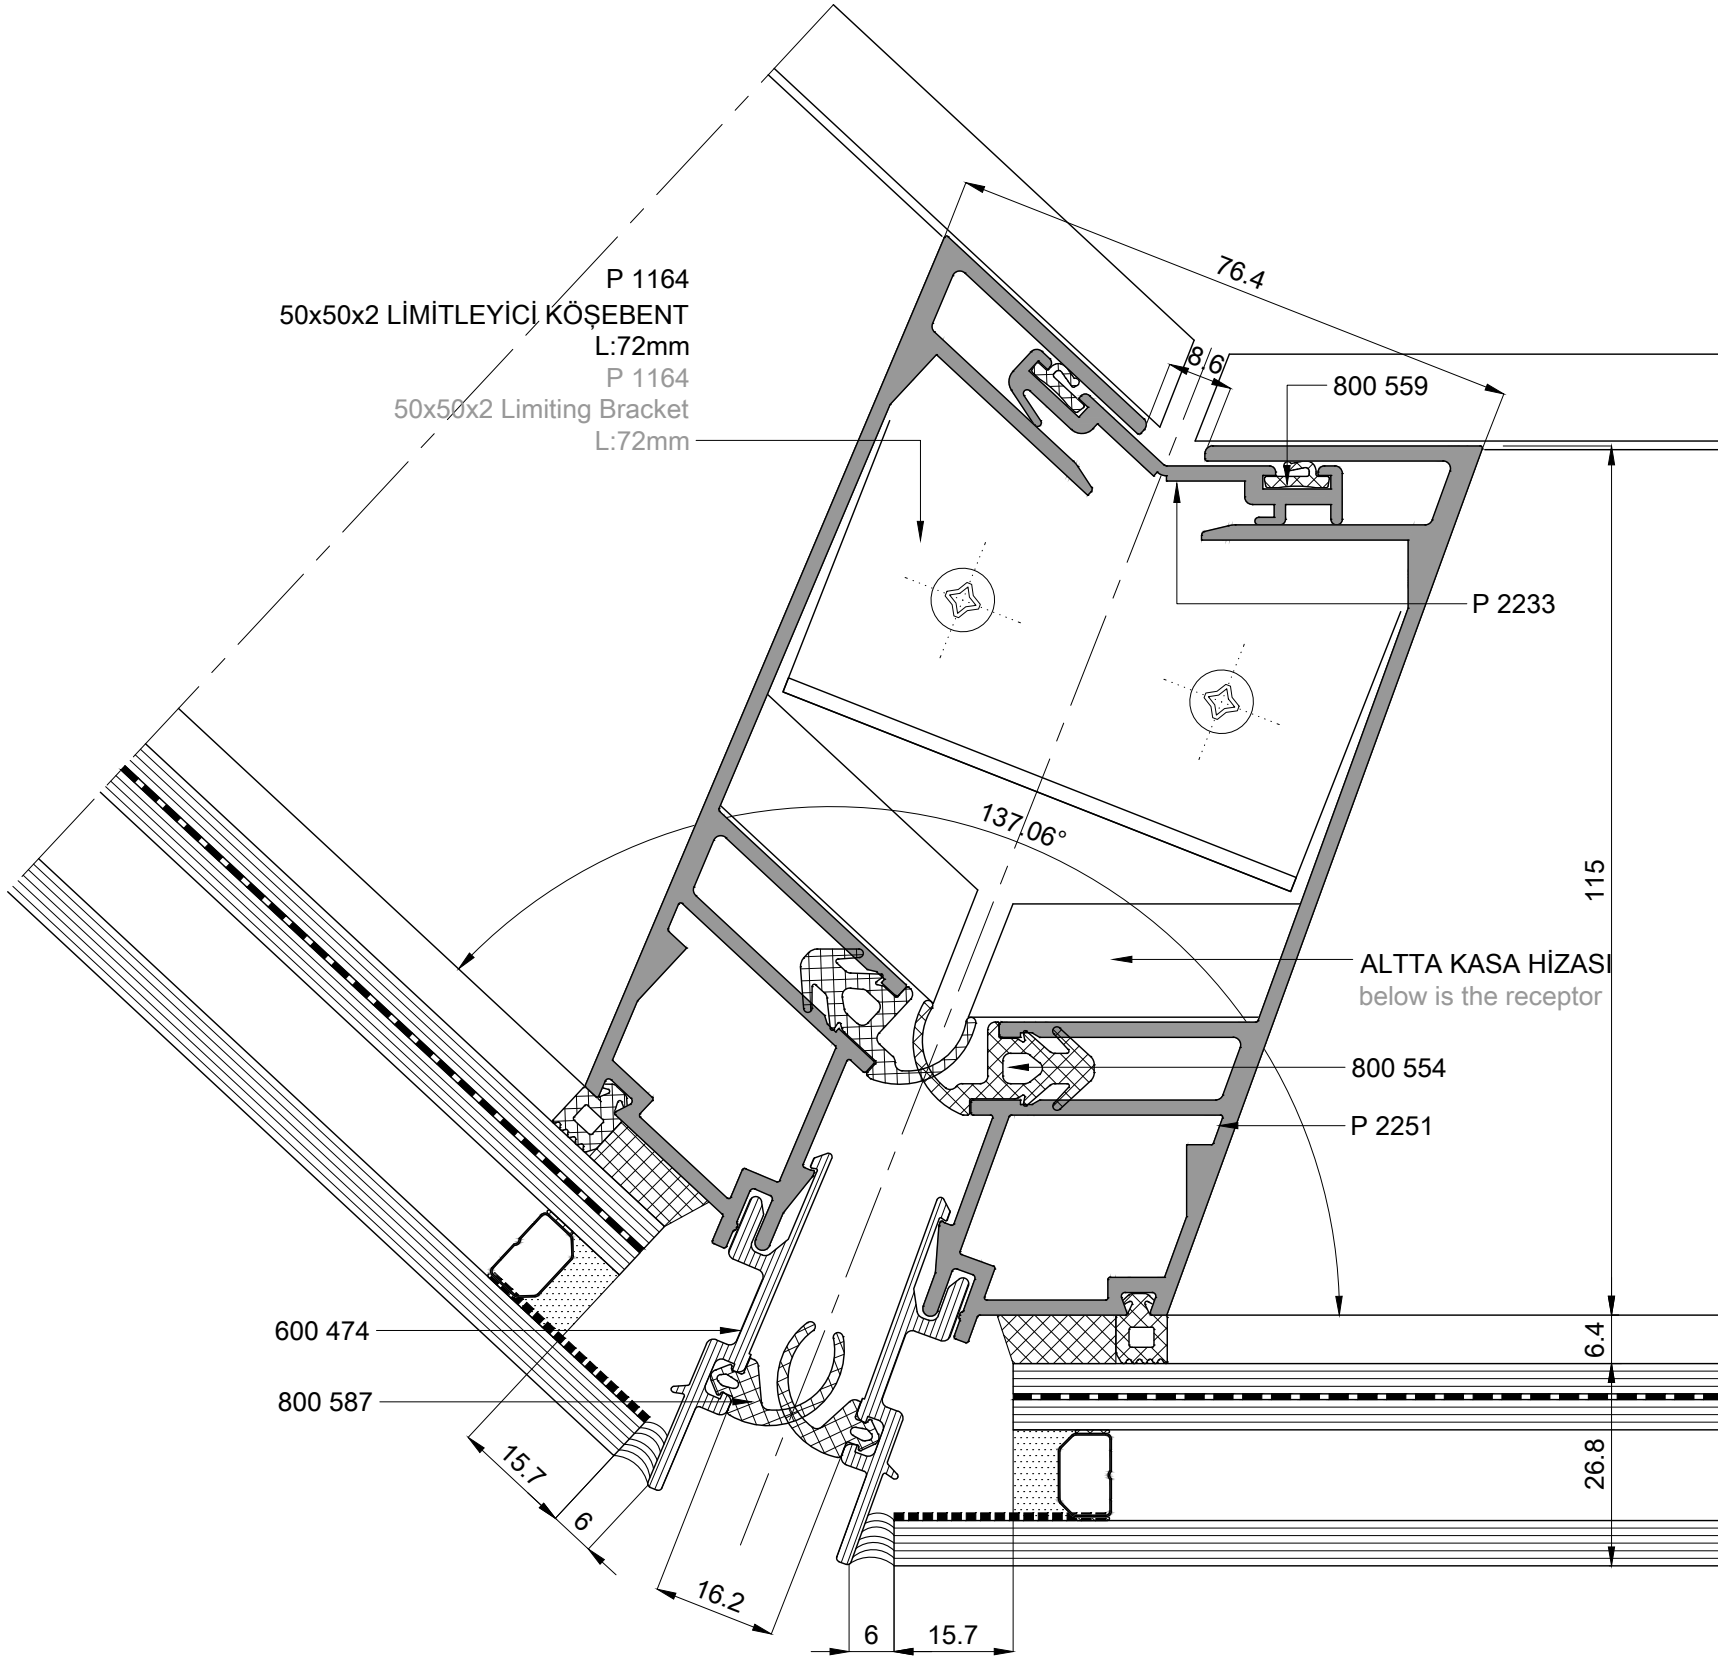 76.4
P 1164
50x50x2 LİMİTLEYİCİ KÖŞEBENT
L:72mm
P 1164
50x50x2 Limiting Bracket
L:72mm
8.6
800 559
P 2233
137.06°
115
ALTTA KASA HİZASI
below is the receptor
800 554
P 2251
600 474
800 587
6.4
26.8
15.7
6
16.2
6
15.7